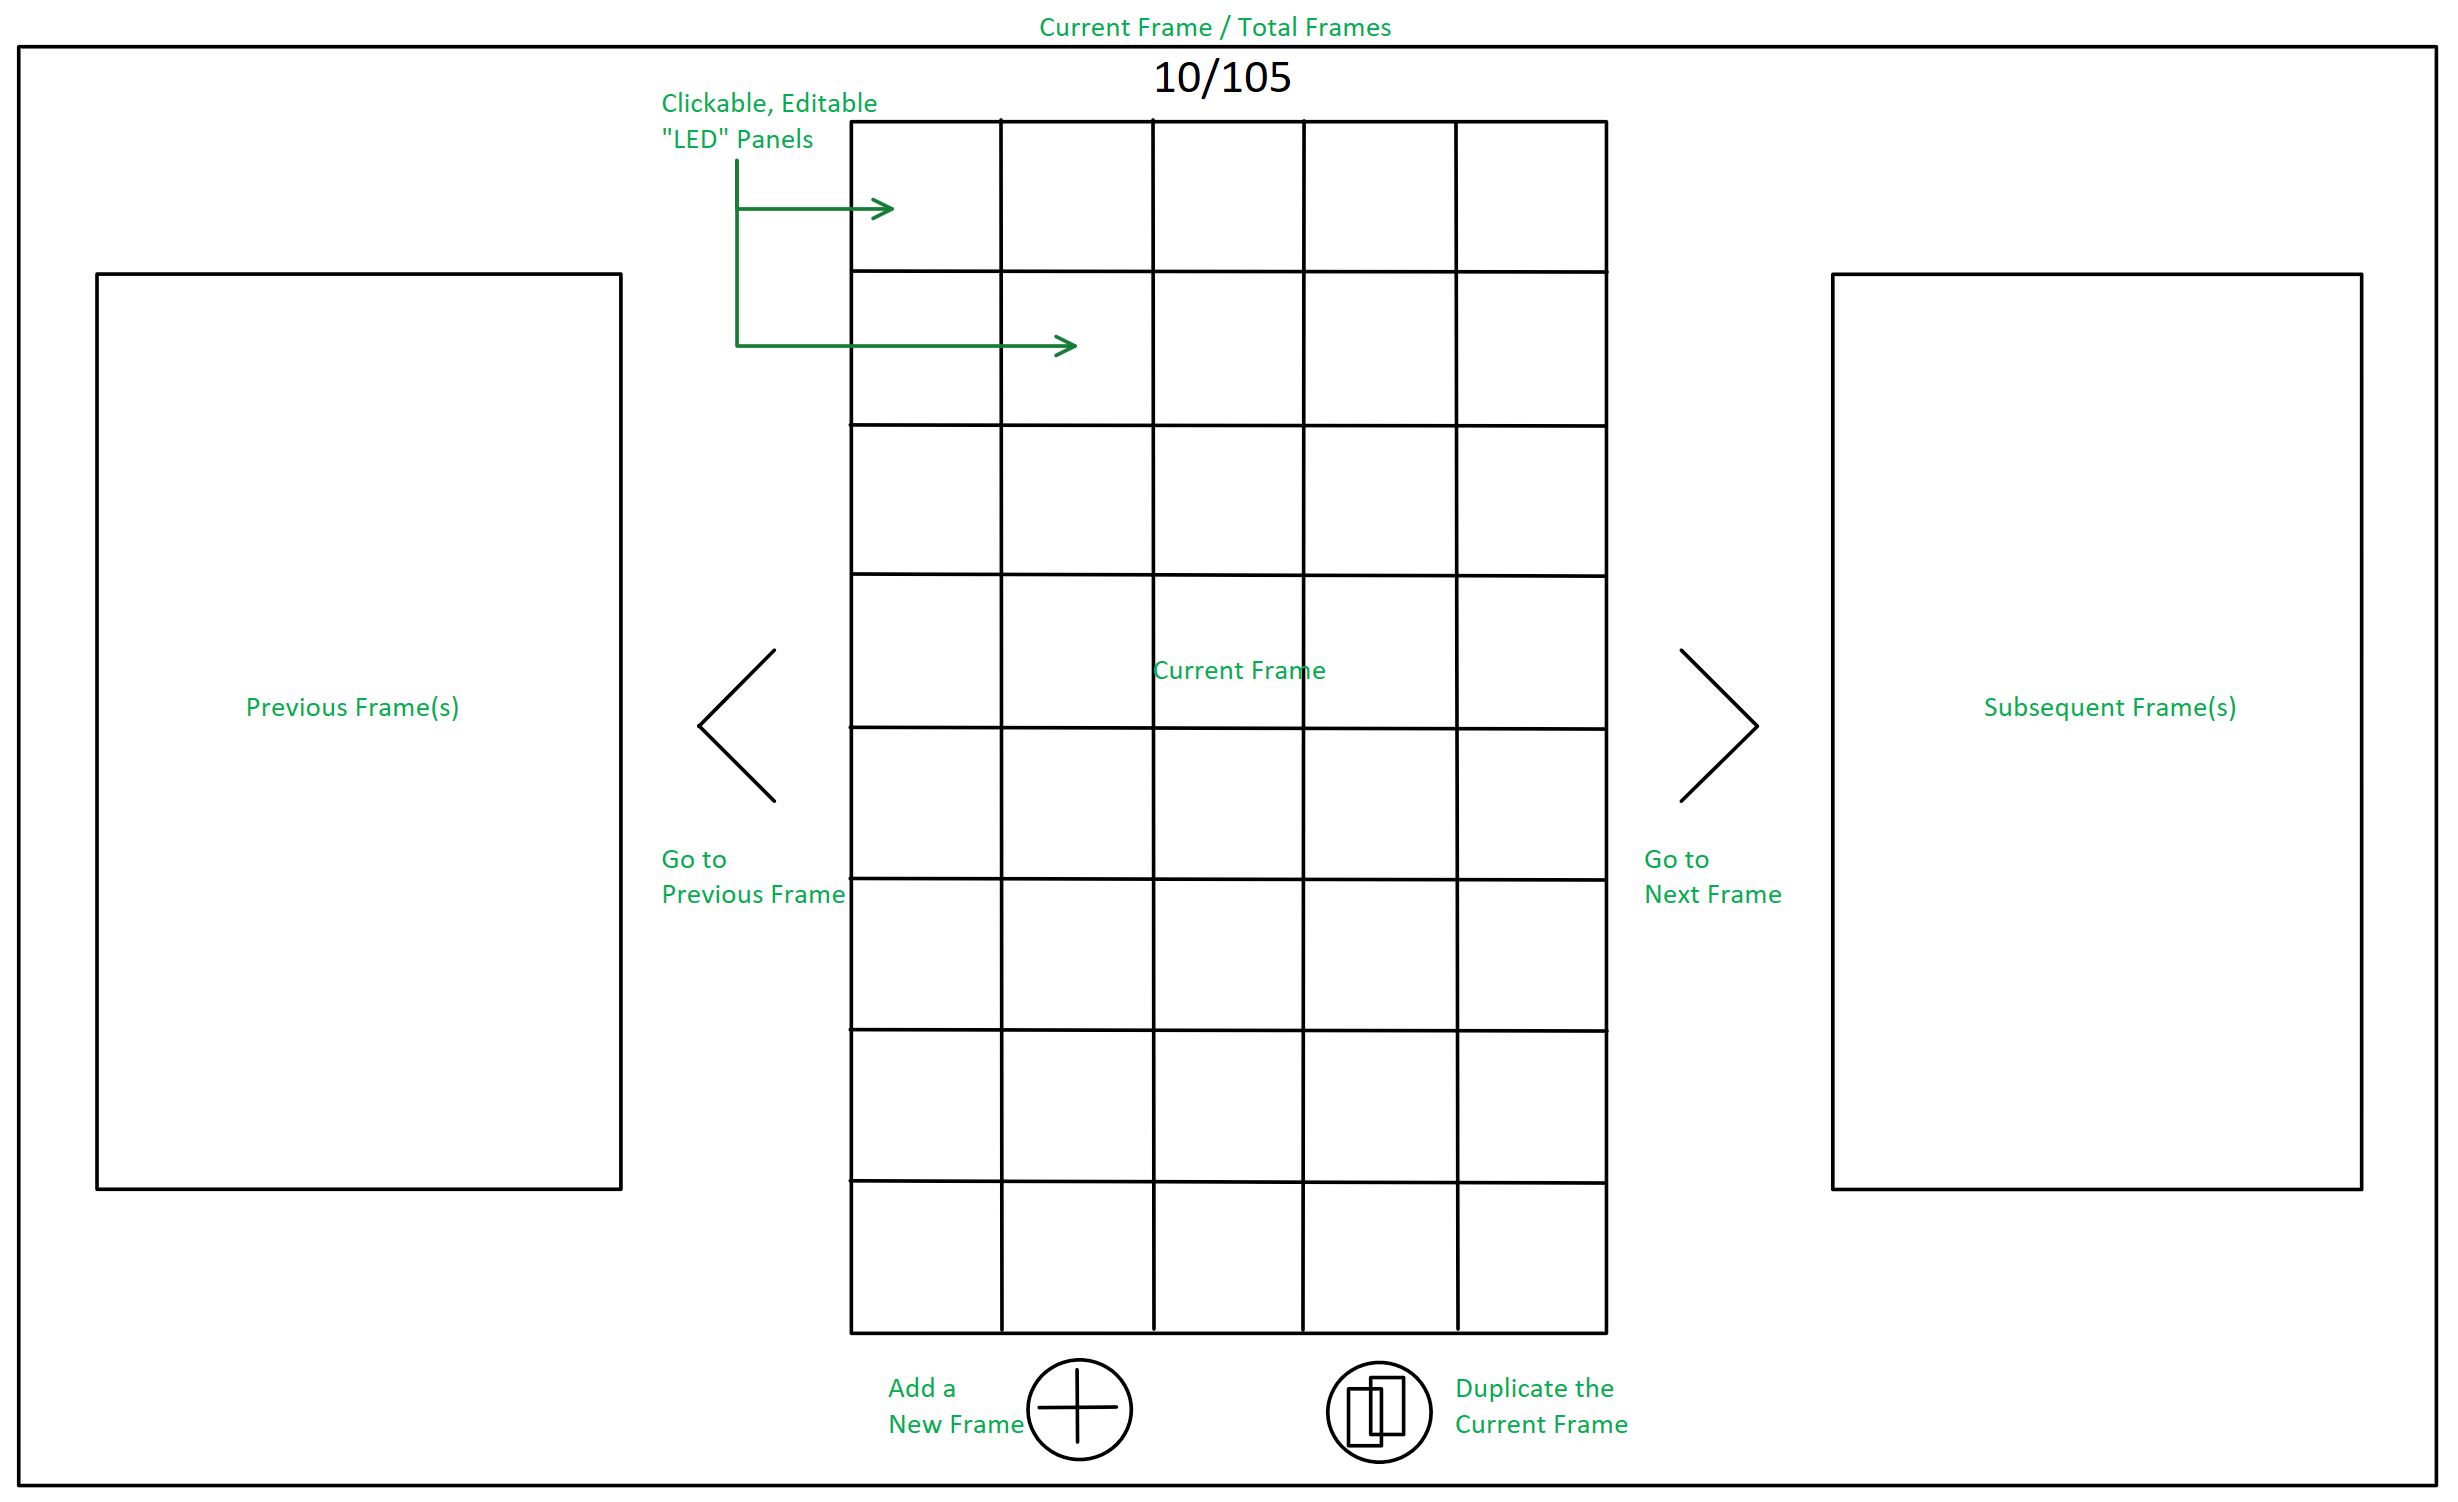 Current Frame / Total Frames
10/105
Clickable, Editable
"LED" Panels
Current Frame
Previous Frame(s)
Subsequent Frame(s)
Go to
Previous Frame
Go to
Next Frame
Add a
New Frame
Duplicate the
Current Frame